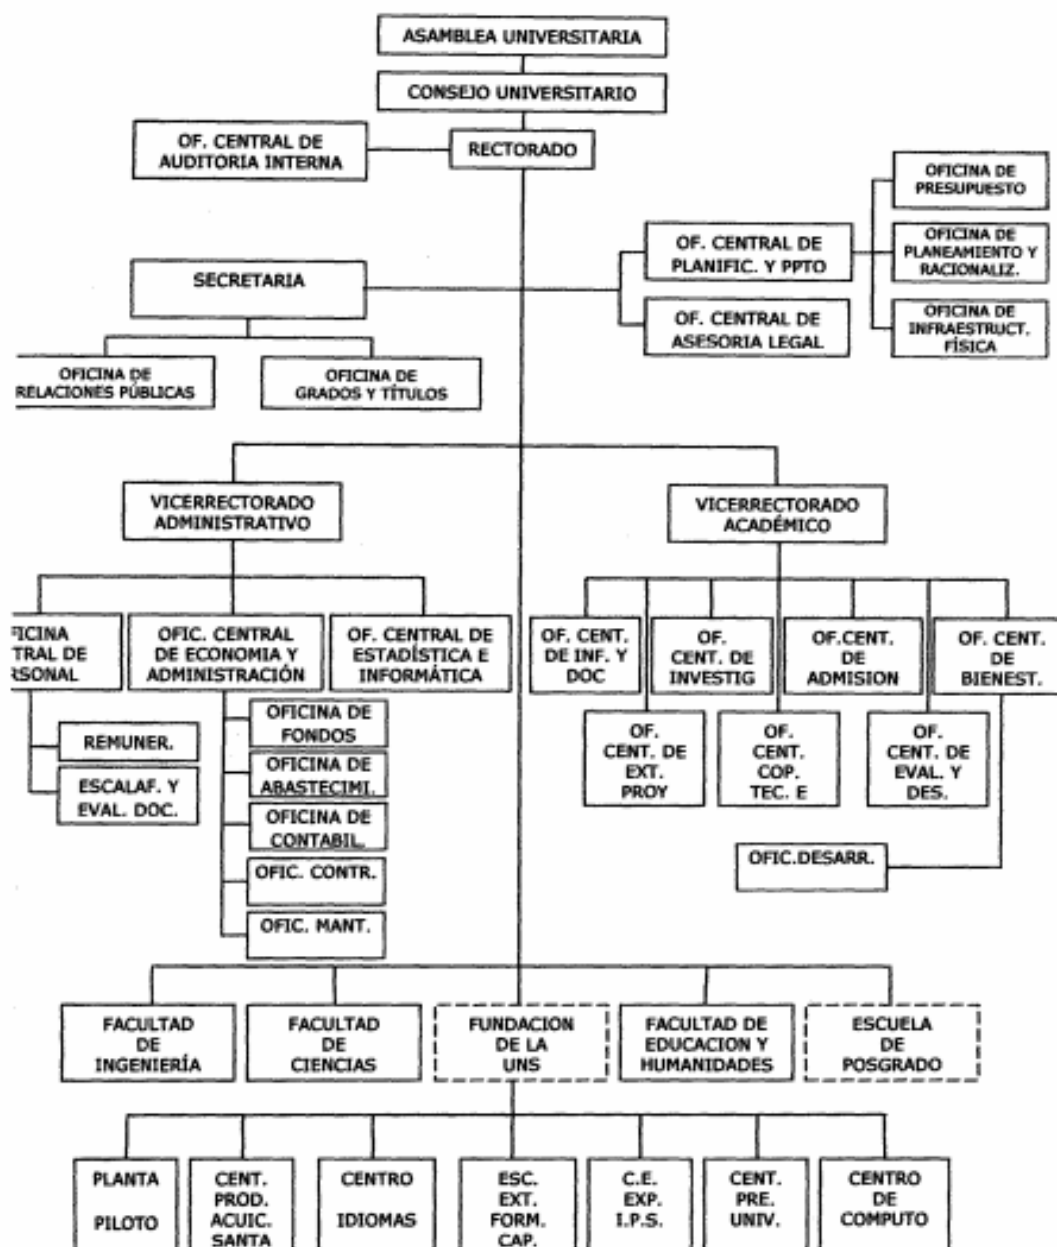 ASAMBLEA UNIVERSITARIA
CONSEJO UNIVERSITARIO
OF. CENTRAL DE
AUDITORIA INTERNA
RECTORADO
OFICINA DE
PRESUPUESTO
OF. CENTRAL DE
PLANIFIC. Y PPTO
OFICINA DE
PLANEAMIENTO Y
RACIONALIZ.
SECRETARIA
OF. CENTRAL DE
ASESORIA LEGAL
OFICINA DE
INFRAESTRUCT.
FÍSICA
OFICINA DE
RELACIONES PÚBLICAS
OFICINA DE
GRADOS Y TÍTULOS
VICERRECTORADO
ADMINISTRATIVO
VICERRECTORADO
ACADÉMICO
FICINA
TRAL DE
RSONAL
OFIC. CENTRAL
DE ECONOMIA Y
ADMINISTRACIÓN
OF. CENTRAL DE
ESTADÍSTICA E
INFORMÁTICA
OF. CENT.
DE INF. Y
DOC
OF.
CENT. DE
INVESTIG
OF.CENT.
DE
ADMISION
OF. CENT.
DE
BIENEST.
REMUNER.
ESCALAF. Y
EVAL. DOC.
OFICINA DE
FONDOS
OFICINA DE
ABASTECIMI.
OFICINA DE
CONTABIL.
OFIC. CONTR.
OFIC. MANT.
OF.
CENT. DE
EXT.
PROY
OF.
CENT.
COP.
TEC. E
OF.
CENT. DE
EVAL. Y
DES.
OFIC.DESARR.
FACULTAD
DE
INGENIERÍA
FACULTAD
DE
CIENCIAS
FUNDACION
DE LA
UNS
FACULTAD DE
EDUCACION Y
HUMANIDADES
ESCUELA
DE
POSGRADO
PLANTA
PILOTO
CENT.
PROD.
ACUIC.
SANTA
CENTRO
IDIOMAS
ESC.
EXT.
FORM.
CAP.
C.E.
EXP.
I.P.S.
CENT.
PRE.
UNIV.
CENTRO
DE
COMPUTO